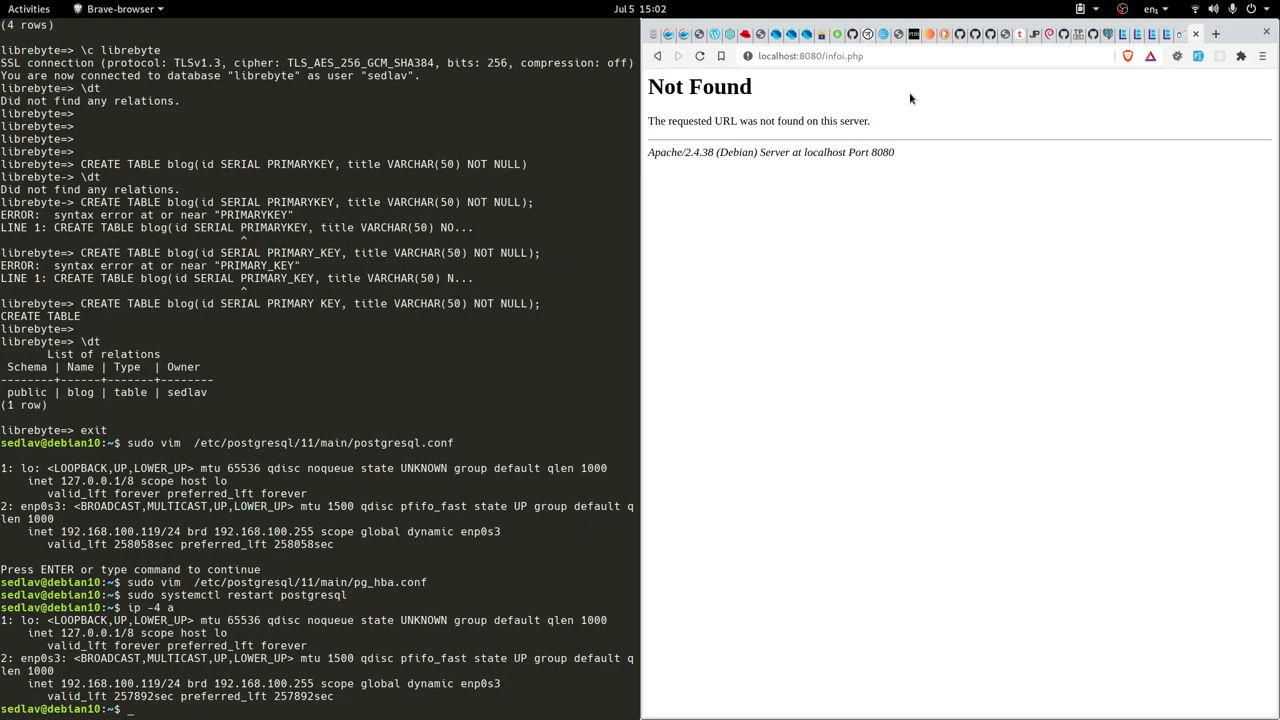 Activities
Brave-browser
Jul 5 15:02
en₁
(4 rows)
librebyte=> \c librebyte
SSL connection (protocol: TLSv1.3, cipher: TLS_AES_256_GCM_SHA384, bits: 256, compression: off)
You are now connected to database "librebyte" as user "sedlav".
librebyte=> \dt
Did not find any relations.
librebyte=>
librebyte=>
librebyte=>
librebyte=>
librebyte=> CREATE TABLE blog(id SERIAL PRIMARYKEY, title VARCHAR(50) NOT NULL)
librebyte=> \dt
Did not find any relations.
librebyte-> CREATE TABLE blog(id SERIAL PRIMARYKEY, title VARCHAR(50) NOT NULL);
ERROR:  syntax error at or near "PRIMARYKEY"
LINE 1: CREATE TABLE blog(id SERIAL PRIMARYKEY, title VARCHAR(50) NO...
^
librebyte=> CREATE TABLE blog(id SERIAL PRIMARY_KEY, title VARCHAR(50) NOT NULL);
ERROR:  syntax error at or near "PRIMARY_KEY"
LINE 1: CREATE TABLE blog(id SERIAL PRIMARY_KEY, title VARCHAR(50) N...
^
librebyte=> CREATE TABLE blog(id SERIAL PRIMARY KEY, title VARCHAR(50) NOT NULL);
CREATE TABLE
librebyte=>
librebyte=> \dt
List of relations
Schema | Name | Type  | Owner
--------+------+-------+--------
public | blog | table | sedlav
(1 row)
librebyte=> exit
sedlav@debian10:~$ sudo vim  /etc/postgresql/11/main/postgresql.conf
1: lo: <LOOPBACK,UP,LOWER_UP> mtu 65536 qdisc noqueue state UNKNOWN group default qlen 1000
inet 127.0.0.1/8 scope host lo
valid_lft forever preferred_lft forever
2: enp0s3: <BROADCAST,MULTICAST,UP,LOWER_UP> mtu 1500 qdisc pfifo_fast state UP group default q
len 1000
inet 192.168.100.119/24 brd 192.168.100.255 scope global dynamic enp0s3
valid_lft 258058sec preferred_lft 258058sec
Press ENTER or type command to continue
sedlav@debian10:~$ sudo vim  /etc/postgresql/11/main/pg_hba.conf
sedlav@debian10:~$ sudo systemctl restart postgresql
sedlav@debian10:~$ ip -4 a
1: lo: <LOOPBACK,UP,LOWER_UP> mtu 65536 qdisc noqueue state UNKNOWN group default qlen 1000
inet 127.0.0.1/8 scope host lo
valid_lft forever preferred_lft forever
2: enp0s3: <BROADCAST,MULTICAST,UP,LOWER_UP> mtu 1500 qdisc pfifo_fast state UP group default q
len 1000
inet 192.168.100.119/24 brd 192.168.100.255 scope global dynamic enp0s3
valid_lft 257892sec preferred_lft 257892sec
sedlav@debian10:~$ _
localhost:8080/infoi.php
Not Found
The requested URL was not found on this server.
Apache/2.4.38 (Debian) Server at localhost Port 8080